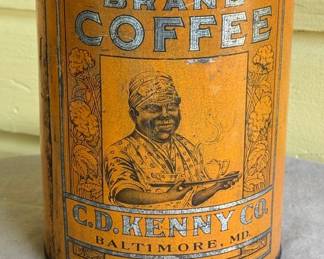 BRAND
COFFEE
C.D. KENNY CO.
BALTIMORE, MD.